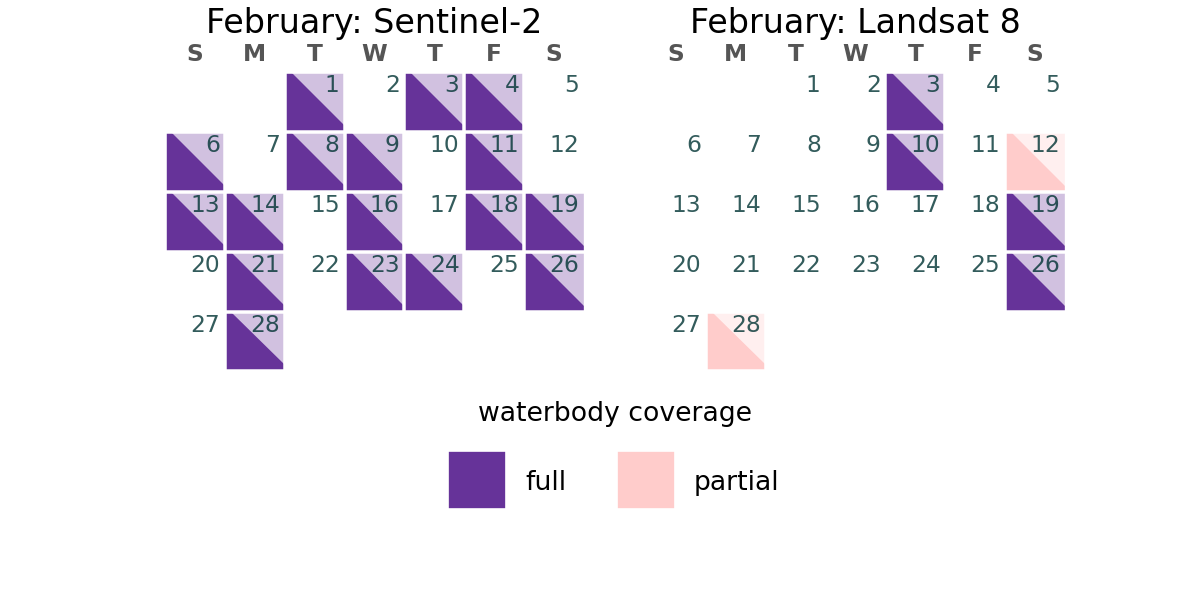 February: Sentinel-2
S M T W T F S
1 2 3 4 5
6 7 8 9 10 11 12
13 14 15 16 17 18 19
20 21 22 23 24 25 26
27 28
February: Landsat 8
S M T W T F S
1 2 3 4 5
6 7 8 9 10 11 12
13 14 15 16 17 18 19
20 21 22 23 24 25 26
27 28
waterbody coverage
full partial